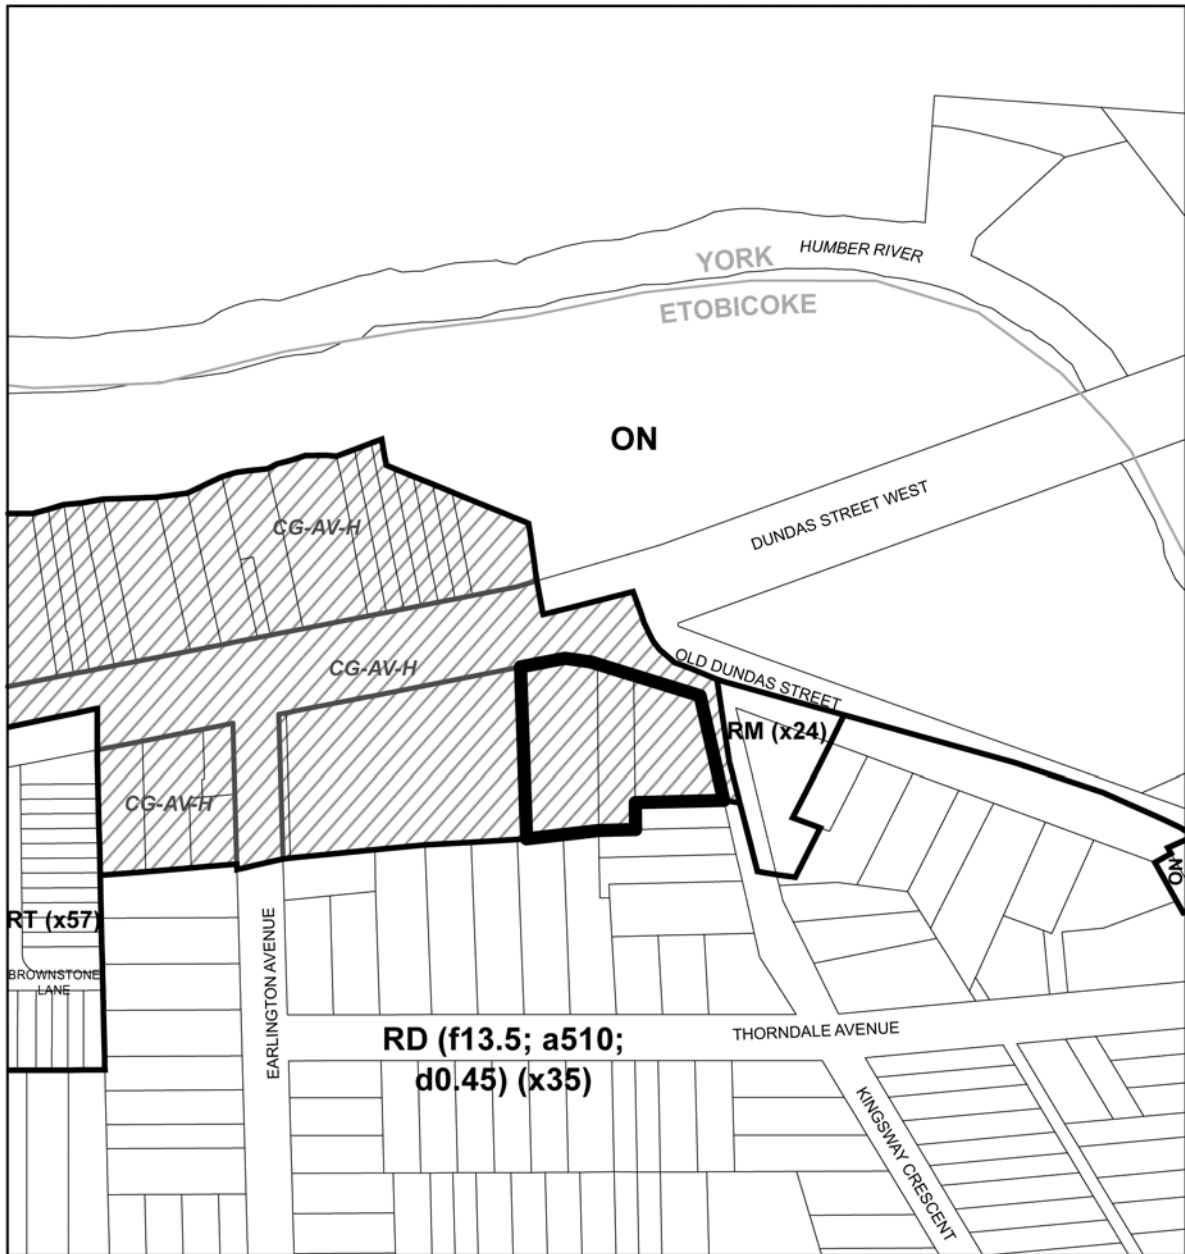 YORK
HUMBER RIVER
ETOBICOKE
ON
CG-AV-H
DUNDAS STREET WEST
CG-AV-H
OLD DUNDAS STREET
RM (x24)
CG-AV-H
ON
RT (x57)
BROWNSTONE
LANE
EARLINGTON AVENUE
RD (f13.5; a510;
d0.45) (x35)
THORNDALE AVENUE
KINGSWAY CRESCENT